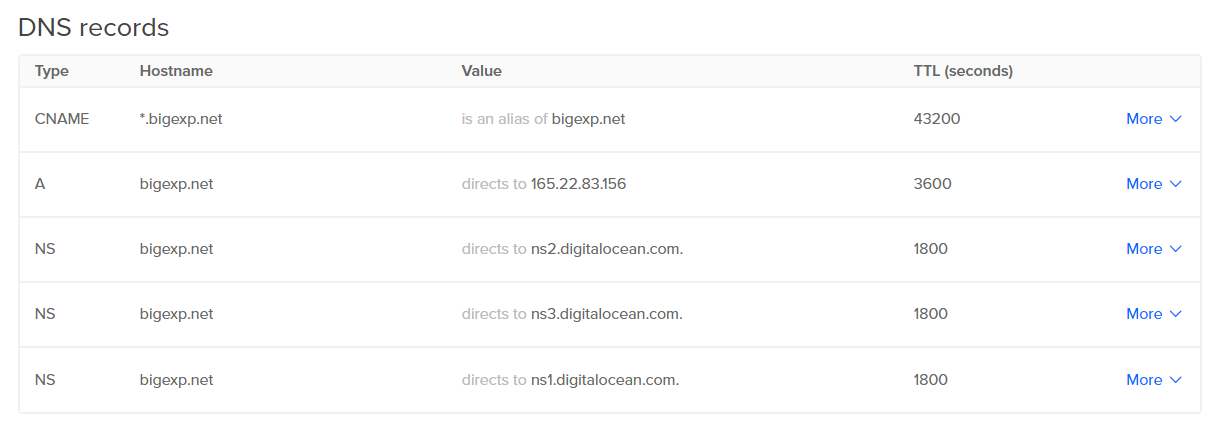 DNS records
Type Hostname Value TTL (seconds)
CNAME *.bigexp.net is an alias of bigexp.net 43200 More
A bigexp.net directs to 165.22.83.156 3600 More
NS bigexp.net directs to ns2.digitalocean.com. 1800 More
NS bigexp.net directs to ns3.digitalocean.com. 1800 More
NS bigexp.net directs to ns1.digitalocean.com. 1800 More